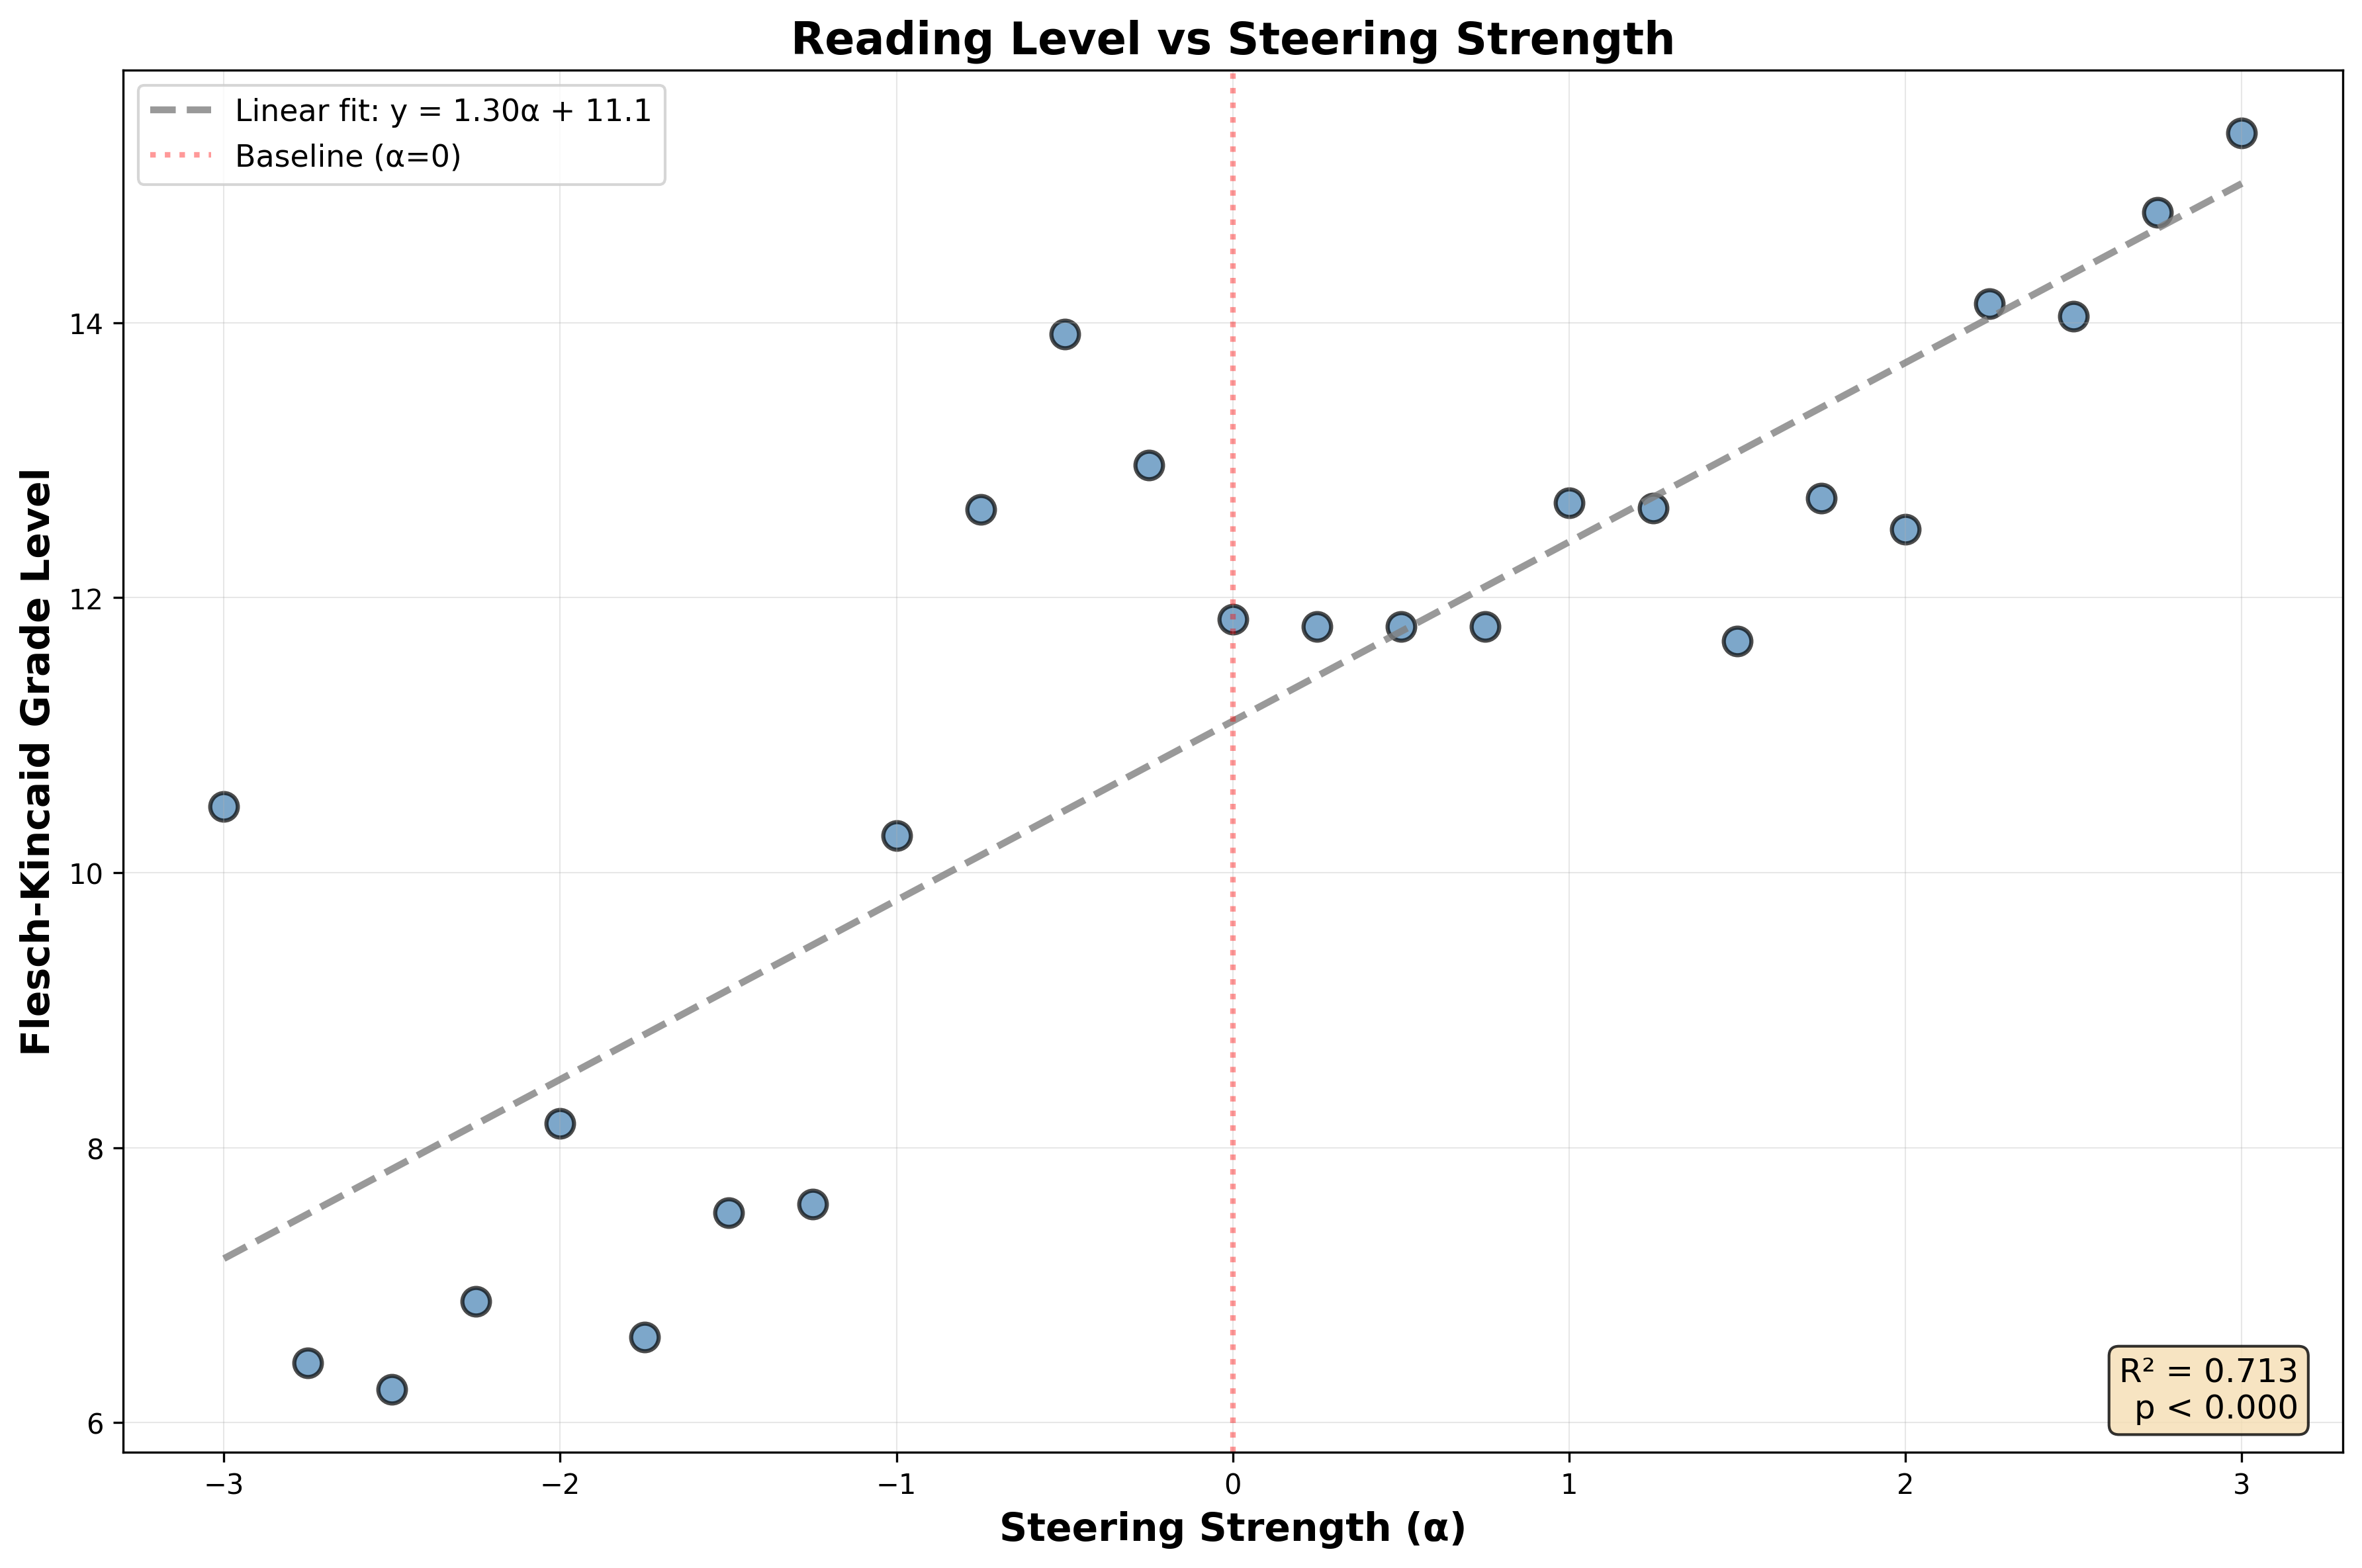 Reading Level vs Steering Strength
Linear fit: y = 1.30α + 11.1
Baseline (α=0)
Flesch-Kincaid Grade Level
14
12
10
8
6
R² = 0.713
p < 0.000
−3
−2
−1
0
1
2
3
Steering Strength (α)